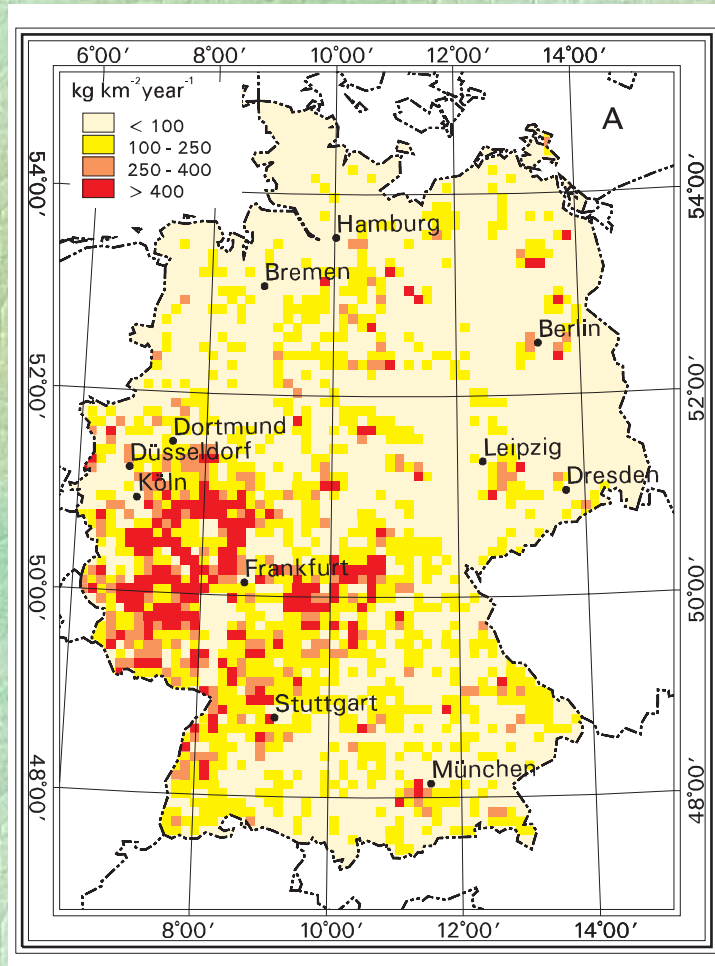 6°00′ 8°00′ 10°00′ 12°00′ 14°00′
kg km⁻² year⁻¹
< 100
100 - 250
250 - 400
> 400
A
54°00′
54°00′
Hamburg
Bremen
Berlin
52°00′
52°00′
Dortmund
Düsseldorf
Köln
Leipzig
Dresden
Frankfurt
50°00′
50°00′
Stuttgart
München
48°00′
48°00′
8°00′ 10°00′ 12°00′ 14°00′